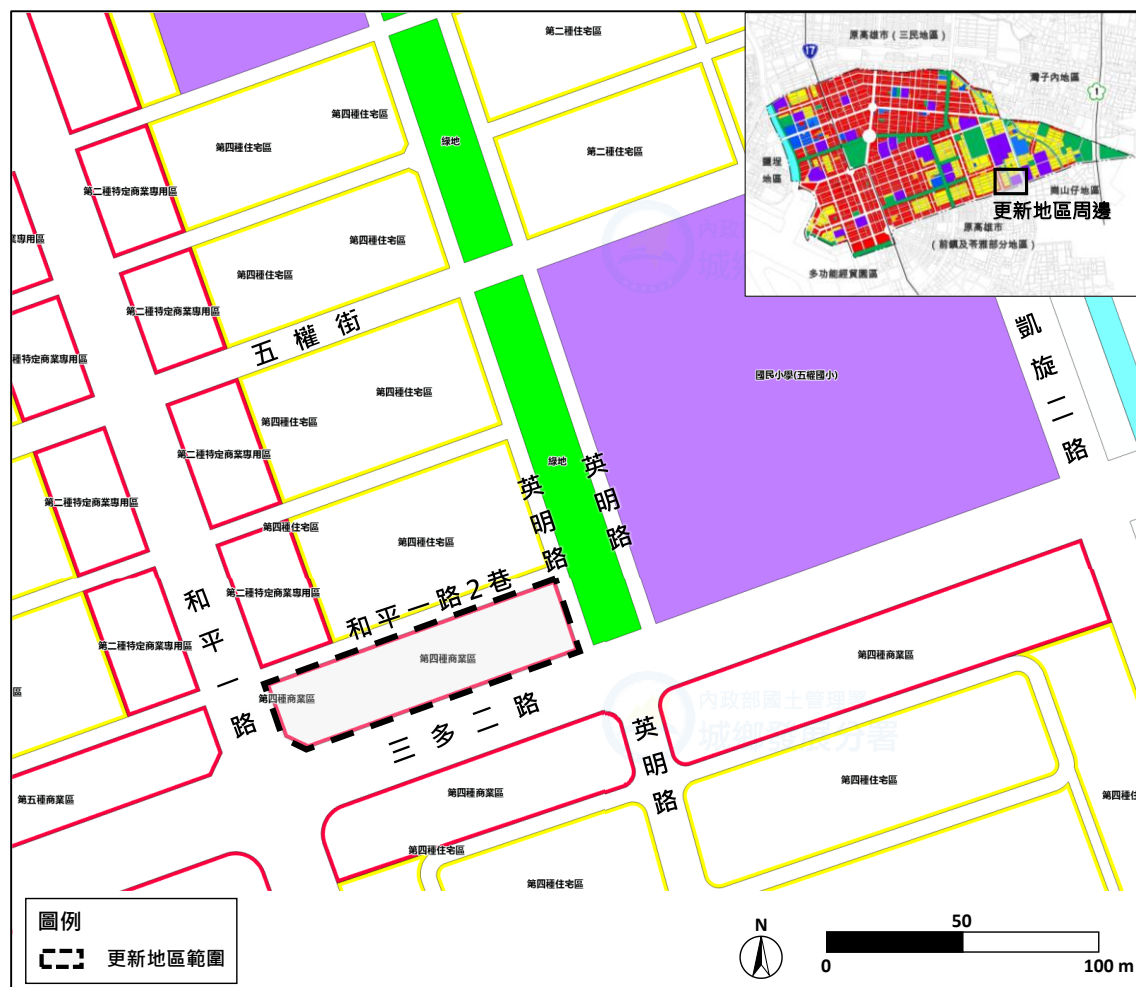 第二種住宅區
第四種住宅區
第四種住宅區
綠地
第二種住宅區
第二種特定商業專用區
第四種住宅區
第四種住宅區
第二種特定商業專用區
種特定商業專用區
五權街
第四種住宅區
第四種住宅區
第二種特定商業專用區
國民小學(五權國小)
凱旋二路
綠地
英明路
英明路
第二種特定商業專用區
第四種住宅區
第四種住宅區
第二種特定商業專用區
和平一路2巷
第二種特定商業專用區
和平一路
第四種商業區
第四種商業區
第四種商業區
三多二路
英明路
內政部國土管理署
城鄉發展分署
第五種商業區
第四種商業區
第四種住宅區
第四種住宅區
第四種住宅區
第四種住
原高雄市(三民地區)
17
灣子內地區
1
鹽埕
地區
崗山仔地區
更新地區周邊
原高雄市
(前鎮及苓雅部分地區)
多功能經貿園區
圖例
更新地區範圍
N
50
0
100 m